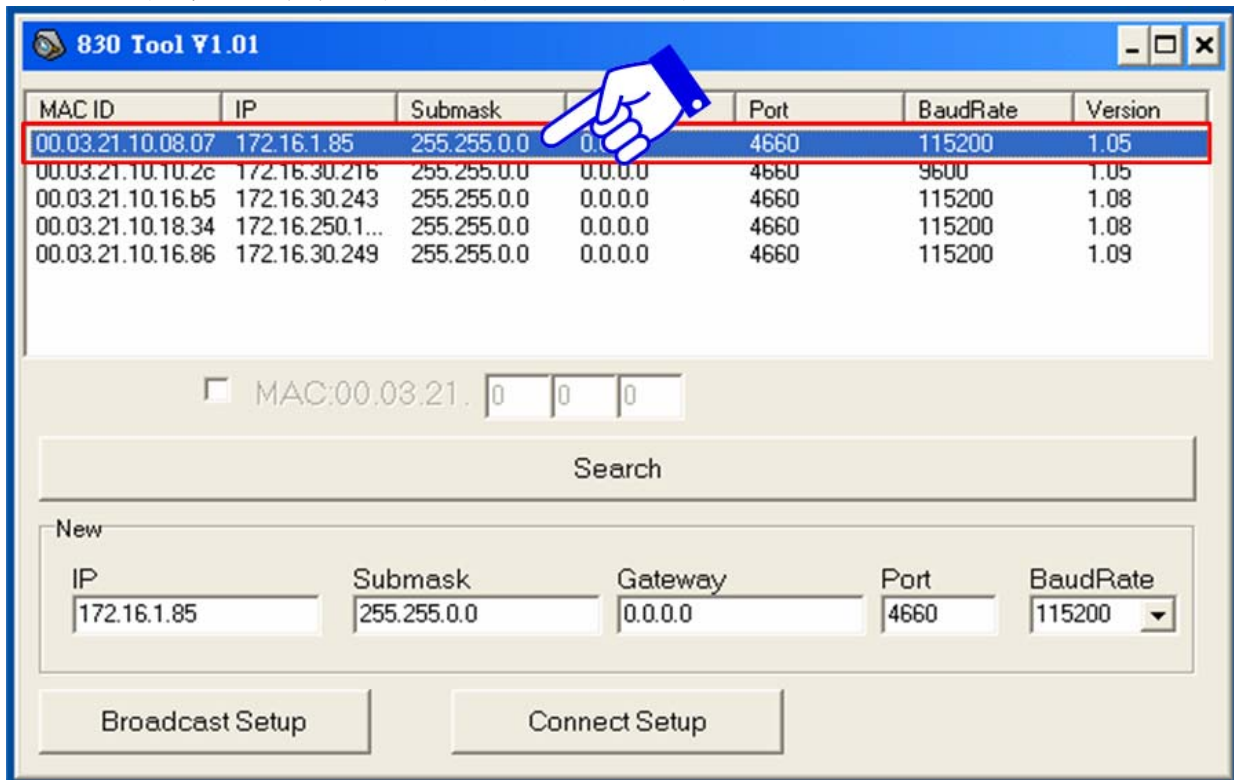 830 Tool V1.01
MAC ID IP Submask Port BaudRate Version
00.03.21.10.08.07 172.16.1.85 255.255.0.0 4660 115200 1.05
00.03.21.10.10.2c 172.16.30.216 255.255.0.0 0.0.0.0 4660 9600 1.05
00.03.21.10.16.b5 172.16.30.243 255.255.0.0 0.0.0.0 4660 115200 1.08
00.03.21.10.18.34 172.16.250.1... 255.255.0.0 0.0.0.0 4660 115200 1.08
00.03.21.10.16.86 172.16.30.249 255.255.0.0 0.0.0.0 4660 115200 1.09
MAC:00.03.21. 0 0 0
Search
New
IP Submask Gateway Port BaudRate
172.16.1.85 255.255.0.0 0.0.0.0 4660 115200
Broadcast Setup Connect Setup